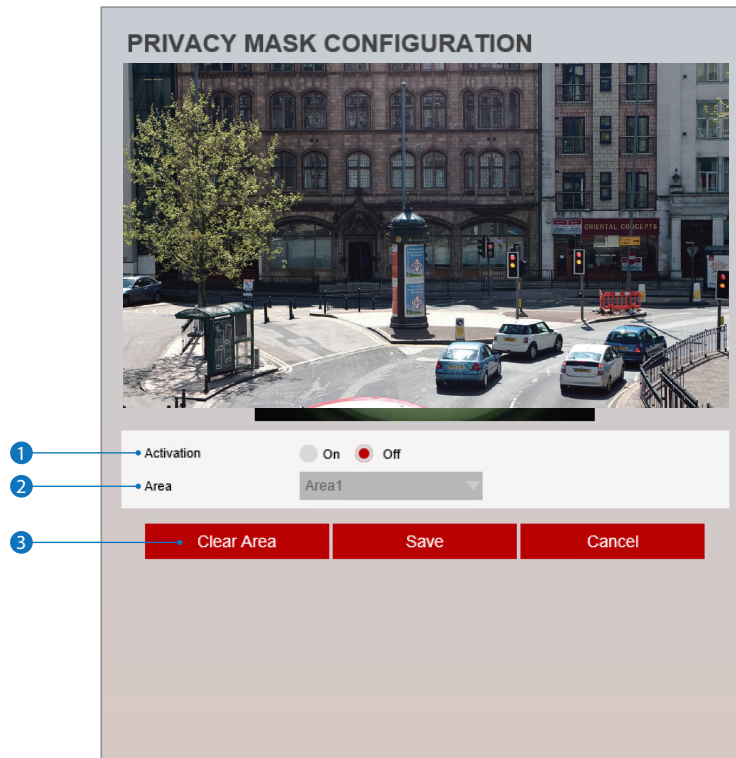 PRIVACY MASK CONFIGURATION
ORIENTAL CONCEPTS
1 Activation On Off
2 Area Area1
3 Clear Area Save Cancel